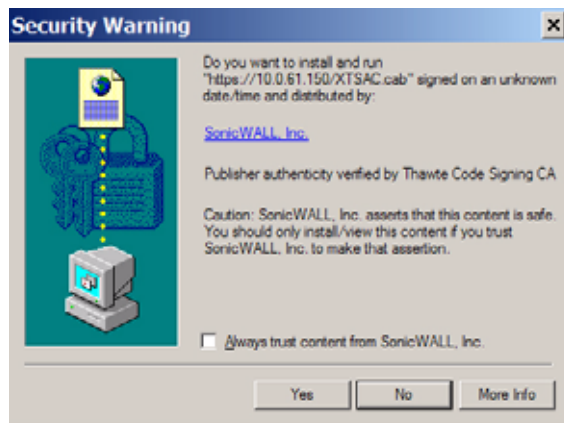 Security Warning
Do you want to install and run
"https://10.0.61.150/XTSAC.cab" signed on an unknown
date/time and distributed by:
SonicWALL, Inc.
Publisher authenticity verified by Thawte Code Signing CA
Caution: SonicWALL, Inc. asserts that this content is safe.
You should only install/view this content if you trust
SonicWALL, Inc. to make that assertion.
Always trust content from SonicWALL, Inc.
Yes
No
More Info